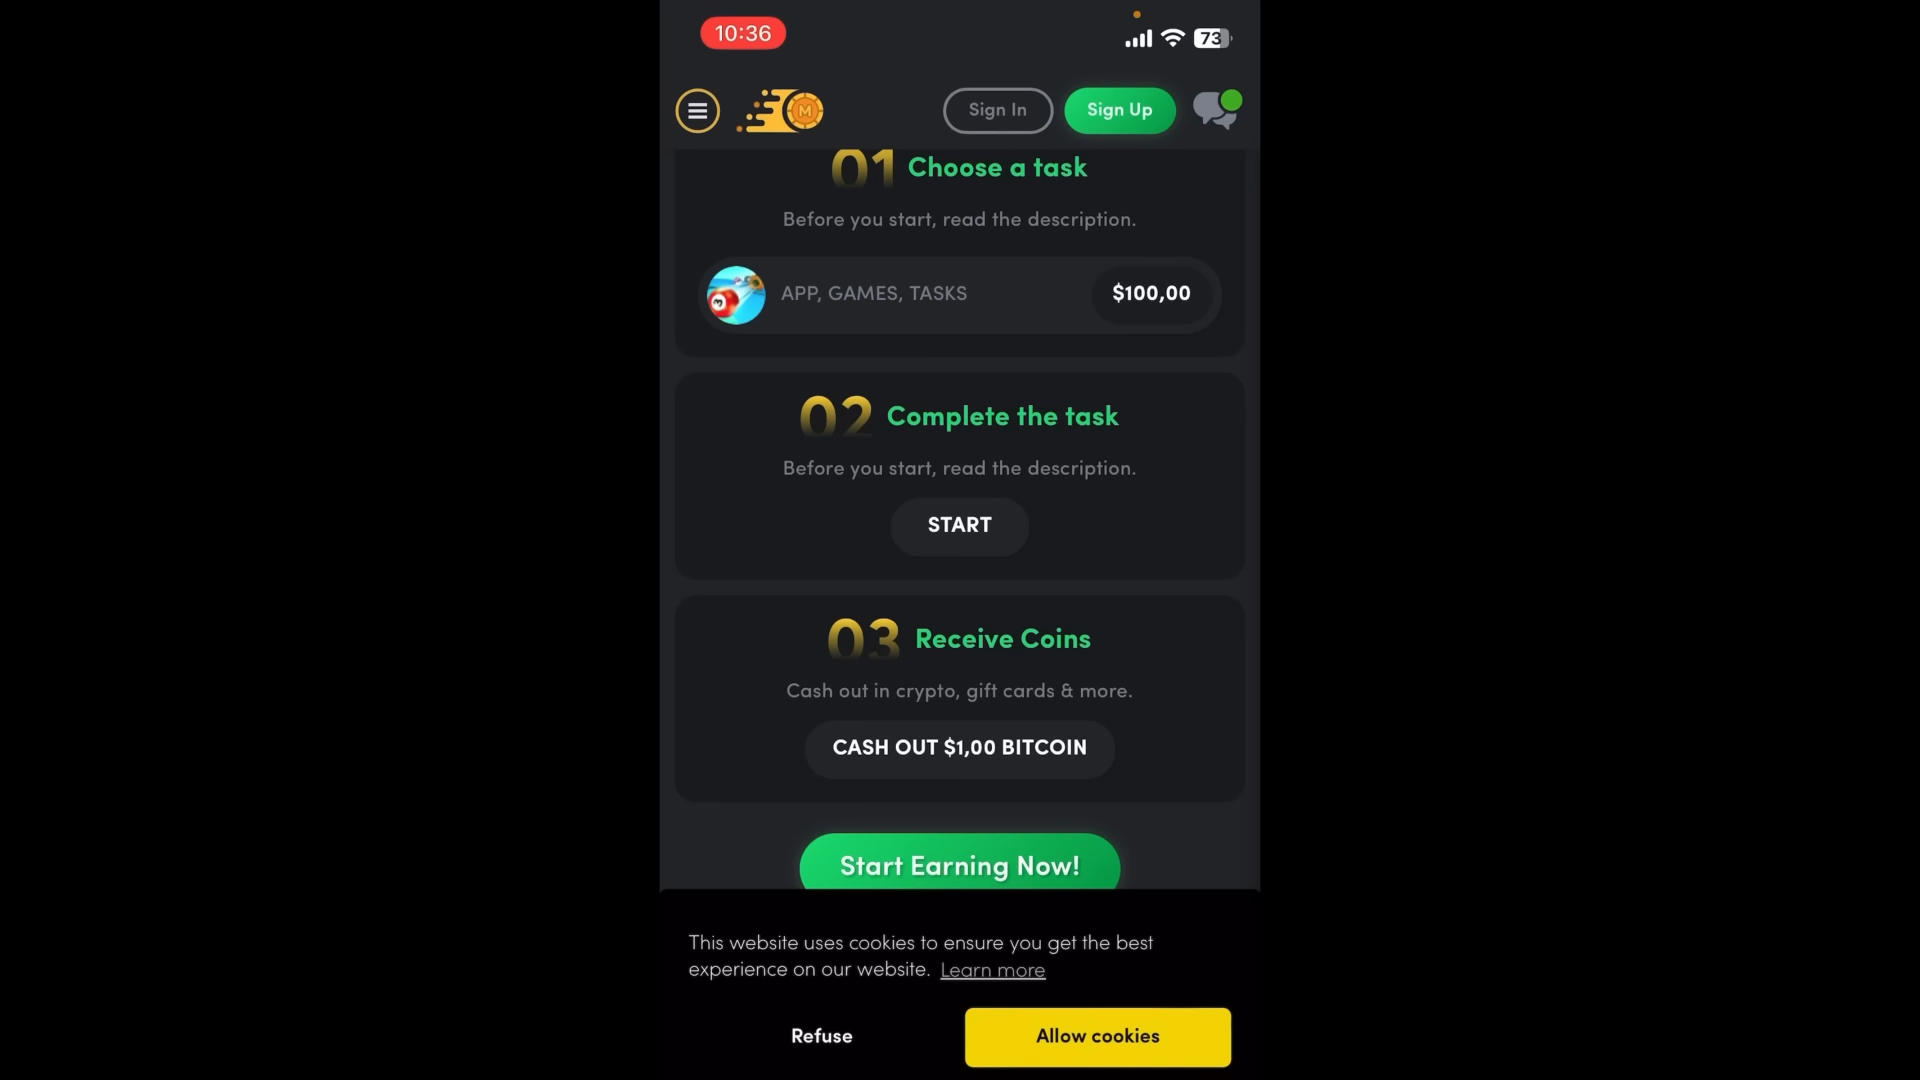 10:36
73
M
Sign In
Sign Up
01 Choose a task
Before you start, read the description.
3
APP, GAMES, TASKS
$100,00
02 Complete the task
Before you start, read the description.
START
03 Receive Coins
Cash out in crypto, gift cards & more.
CASH OUT $1,00 BITCOIN
Start Earning Now!
This website uses cookies to ensure you get the best
experience on our website. Learn more
Refuse
Allow cookies